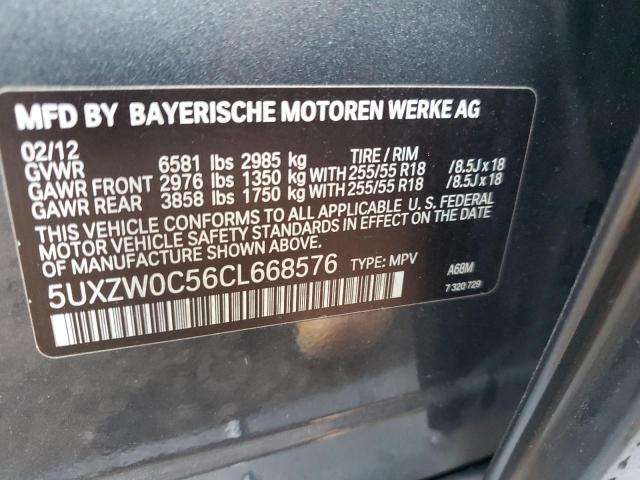 MFD BY BAYERISCHE MOTOREN WERKE AG
02/12 TIRE / RIM
GVWR 6581 lbs 2985 kg
GAWR FRONT 2976 lbs 1350 kg WITH 255/55 R18 /8.5J x 18
GAWR REAR 3858 lbs 1750 kg WITH 255/55 R18 /8.5J x 18
THIS VEHICLE CONFORMS TO ALL APPLICABLE U.S. FEDERAL
MOTOR VEHICLE SAFETY STANDARDS IN EFFECT ON THE DATE
OF MANUFACTURE SHOWN ABOVE.
5UXZW0C56CL668576 TYPE: MPV A68M
7 320 729